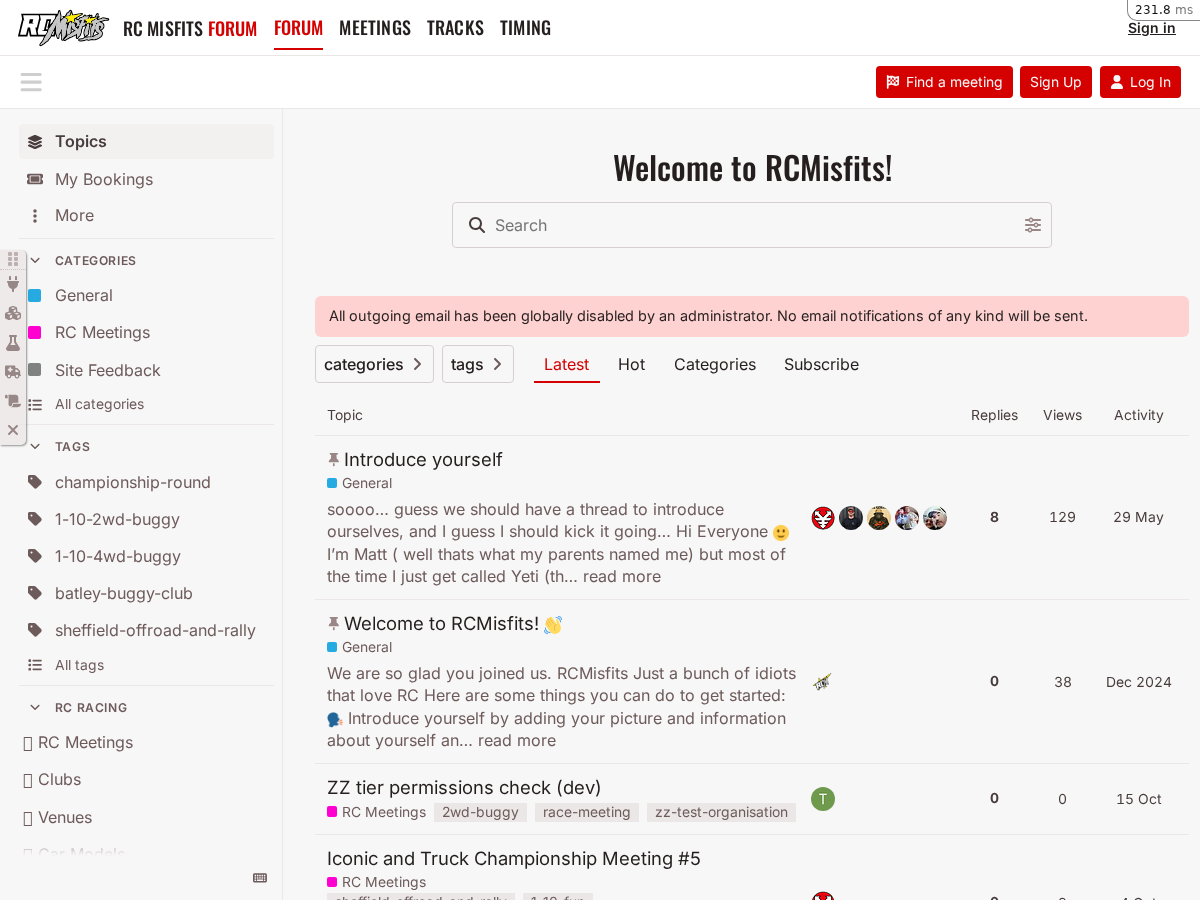 RC Misfits
RC MISFITS FORUM
FORUM
MEETINGS
TRACKS
TIMING
231.8 ms
Sign in
Find a meeting
Sign Up
Log In
Topics
My Bookings
More
CATEGORIES
General
RC Meetings
Site Feedback
All categories
TAGS
championship-round
1-10-2wd-buggy
1-10-4wd-buggy
batley-buggy-club
sheffield-offroad-and-rally
All tags
RC RACING
RC Meetings
Clubs
Venues
Car Models
Welcome to RCMisfits!
Search
All outgoing email has been globally disabled by an administrator. No email notifications of any kind will be sent.
categories
tags
Latest
Hot
Categories
Subscribe
Topic Replies Views Activity
Introduce yourself
General
soooo… guess we should have a thread to introduce
ourselves, and I guess I should kick it going… Hi Everyone 🙂
I’m Matt ( well thats what my parents named me) but most of
the time I just get called Yeti (th… read more
8 129 29 May
Welcome to RCMisfits! 👋
General
We are so glad you joined us. RCMisfits Just a bunch of idiots
that love RC Here are some things you can do to get started:
🗣 Introduce yourself by adding your picture and information
about yourself an… read more
0 38 Dec 2024
ZZ tier permissions check (dev)
RC Meetings 2wd-buggy race-meeting zz-test-organisation
T
0 0 15 Oct
Iconic and Truck Championship Meeting #5
RC Meetings
sheffield-offroad-and-rally